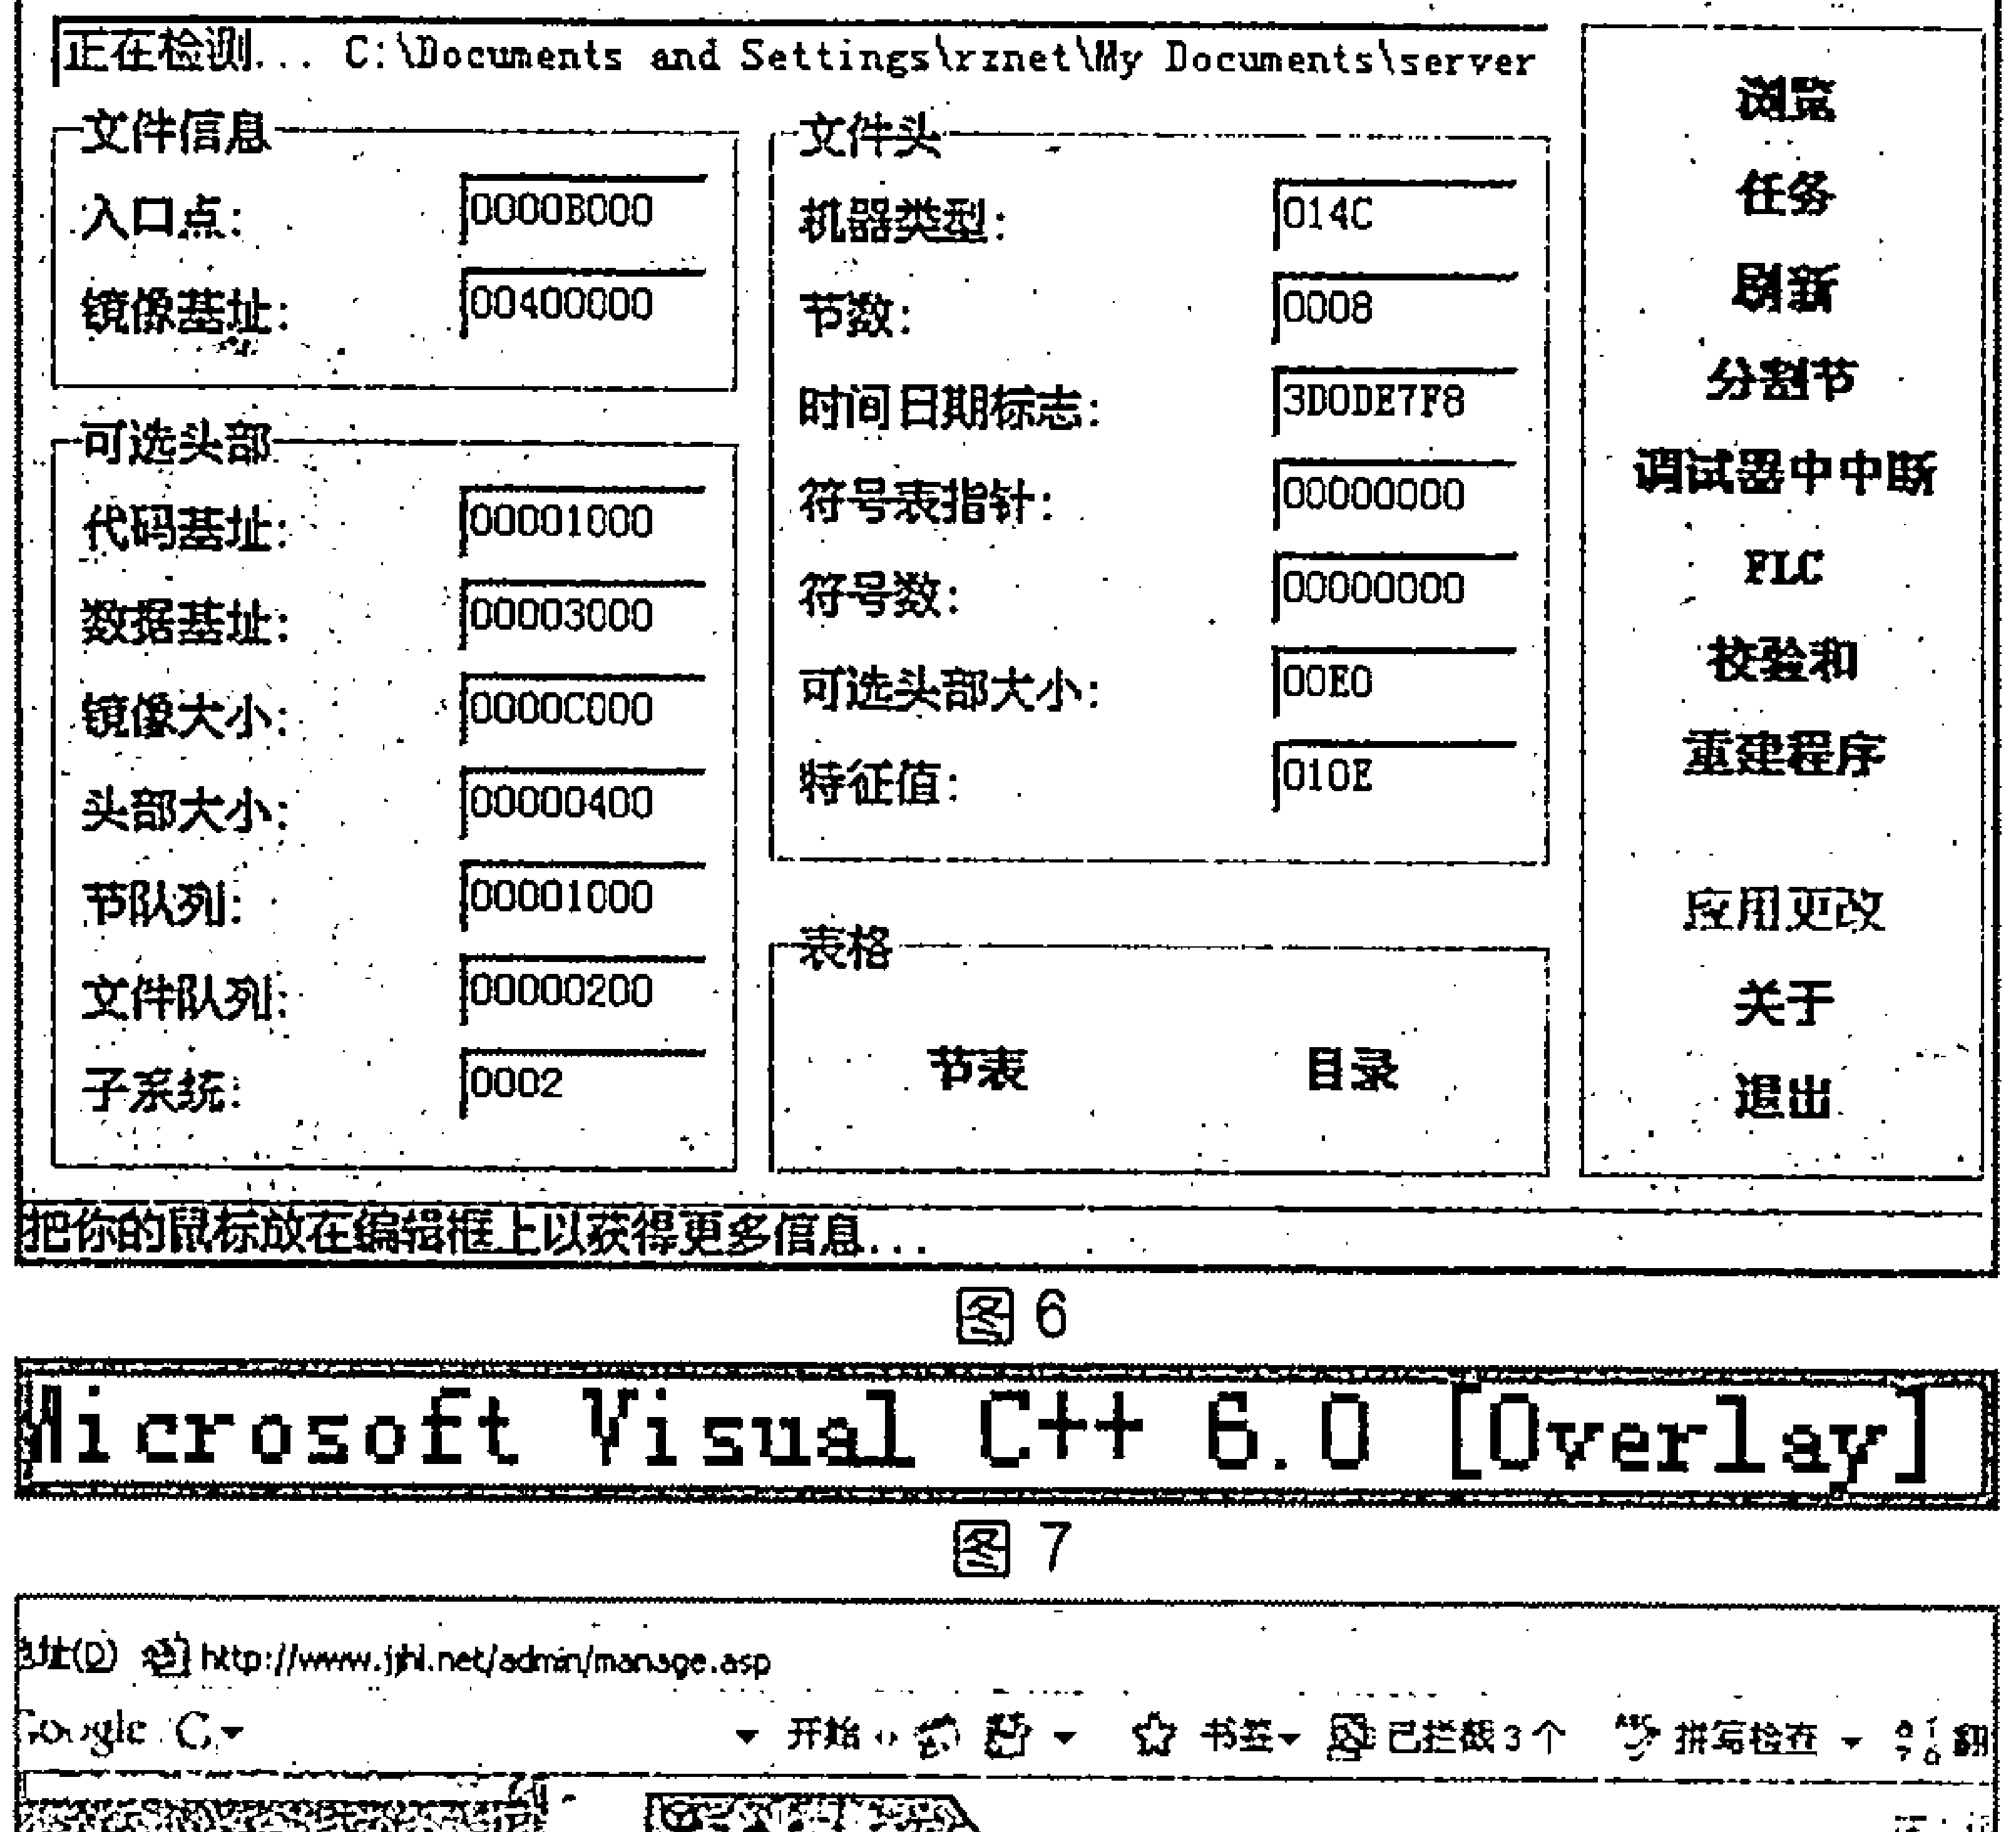 正在检测... C:\Documents and Settings\rznet\My Documents\server
文件信息
入口点: 0000B000
镜像基址: 00400000
可选头部
代码基址: 00001000
数据基址: 00003000
镜像大小: 0000C000
头部大小: 00000400
节队列: 00001000
文件队列: 00000200
子系统: 0002
文件头
机器类型: 014C
节数: 0008
时间日期标志: 3D0DE7F8
符号表指针: 00000000
符号数: 00000000
可选头部大小: 00E0
特征值: 010E
表格
节表 目录
浏览
任务
刷新
分割节
调试器中中断
FLC
校验和
重建程序
应用更改
关于
退出
把你的鼠标放在编辑框上以获得更多信息...
图 6
Microsoft Visual C++ 6.0 [Overlay]
图 7
址(D) http://www.jjhl.net/admin/manage.asp
Google 开始 书签 已拦截 3 个 拼写检查 翻